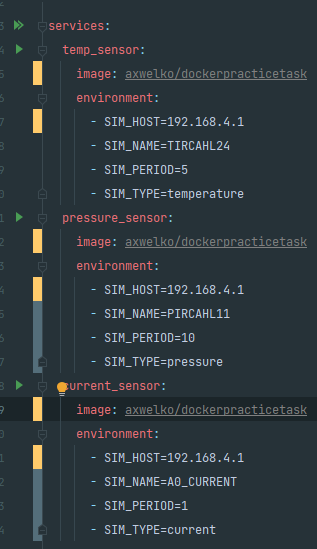 services:
temp_sensor:
image: axwelko/dockerpracticetask
environment:
- SIM_HOST=192.168.4.1
- SIM_NAME=TIRCAHL24
- SIM_PERIOD=5
- SIM_TYPE=temperature
pressure_sensor:
image: axwelko/dockerpracticetask
environment:
- SIM_HOST=192.168.4.1
- SIM_NAME=PIRCAHL11
- SIM_PERIOD=10
- SIM_TYPE=pressure
current_sensor:
image: axwelko/dockerpracticetask
environment:
- SIM_HOST=192.168.4.1
- SIM_NAME=A0_CURRENT
- SIM_PERIOD=1
- SIM_TYPE=current